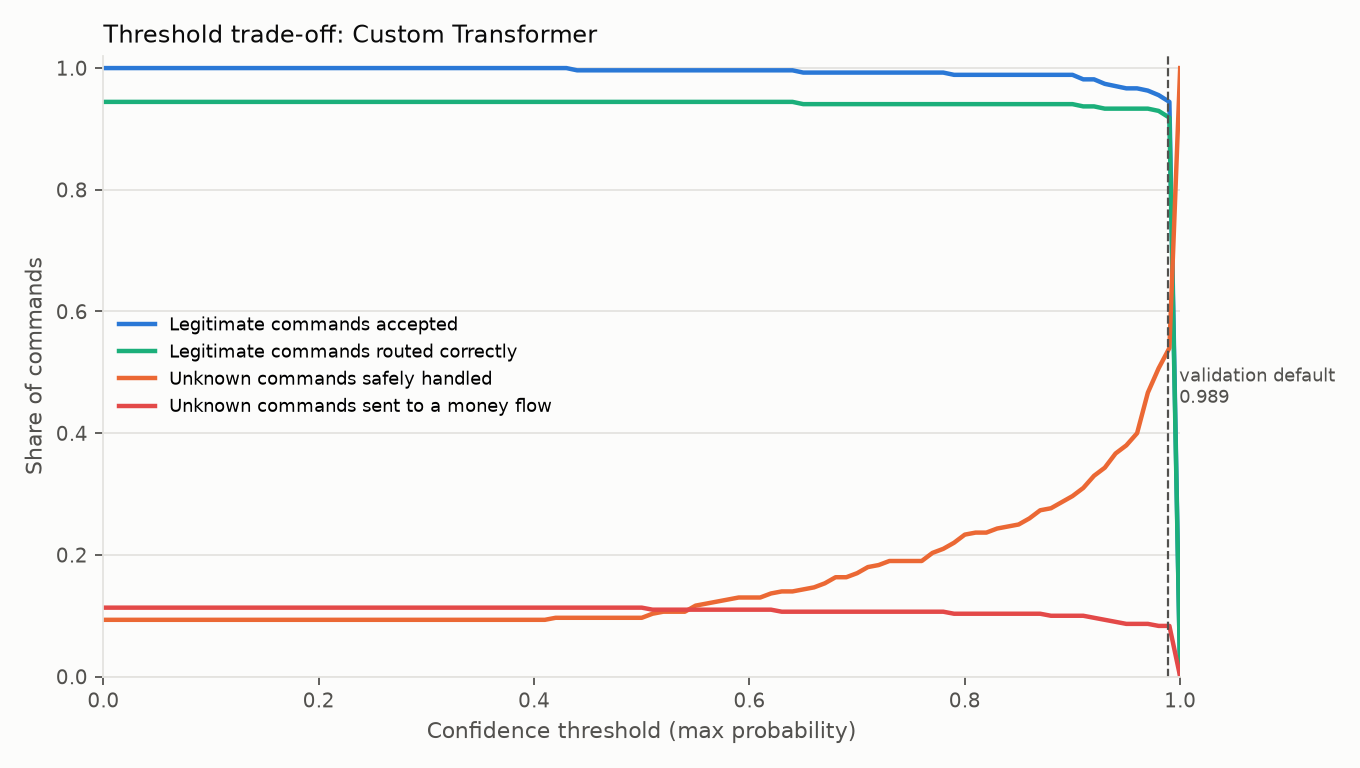 Threshold trade-off: Custom Transformer
1.0
0.8
0.6
0.4
0.2
0.0
Share of commands
Legitimate commands accepted
Legitimate commands routed correctly
Unknown commands safely handled
Unknown commands sent to a money flow
validation default
0.989
0.0
0.2
0.4
0.6
0.8
1.0
Confidence threshold (max probability)